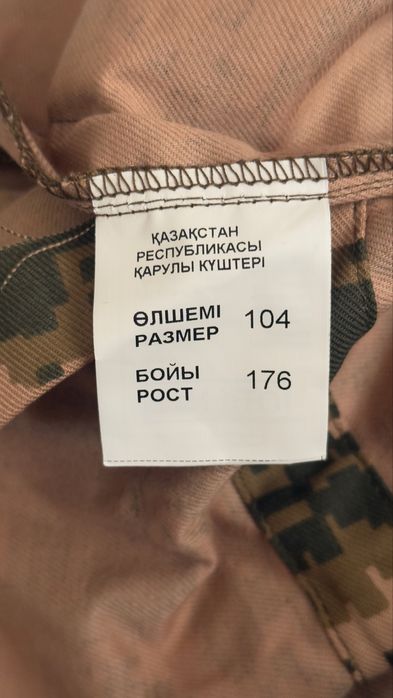 ҚАЗАҚСТАН
РЕСПУБЛИКАСЫ
ҚАРУЛЫ КҮШТЕРІ
ӨЛШЕМІ
РАЗМЕР 104
БОЙЫ
РОСТ 176